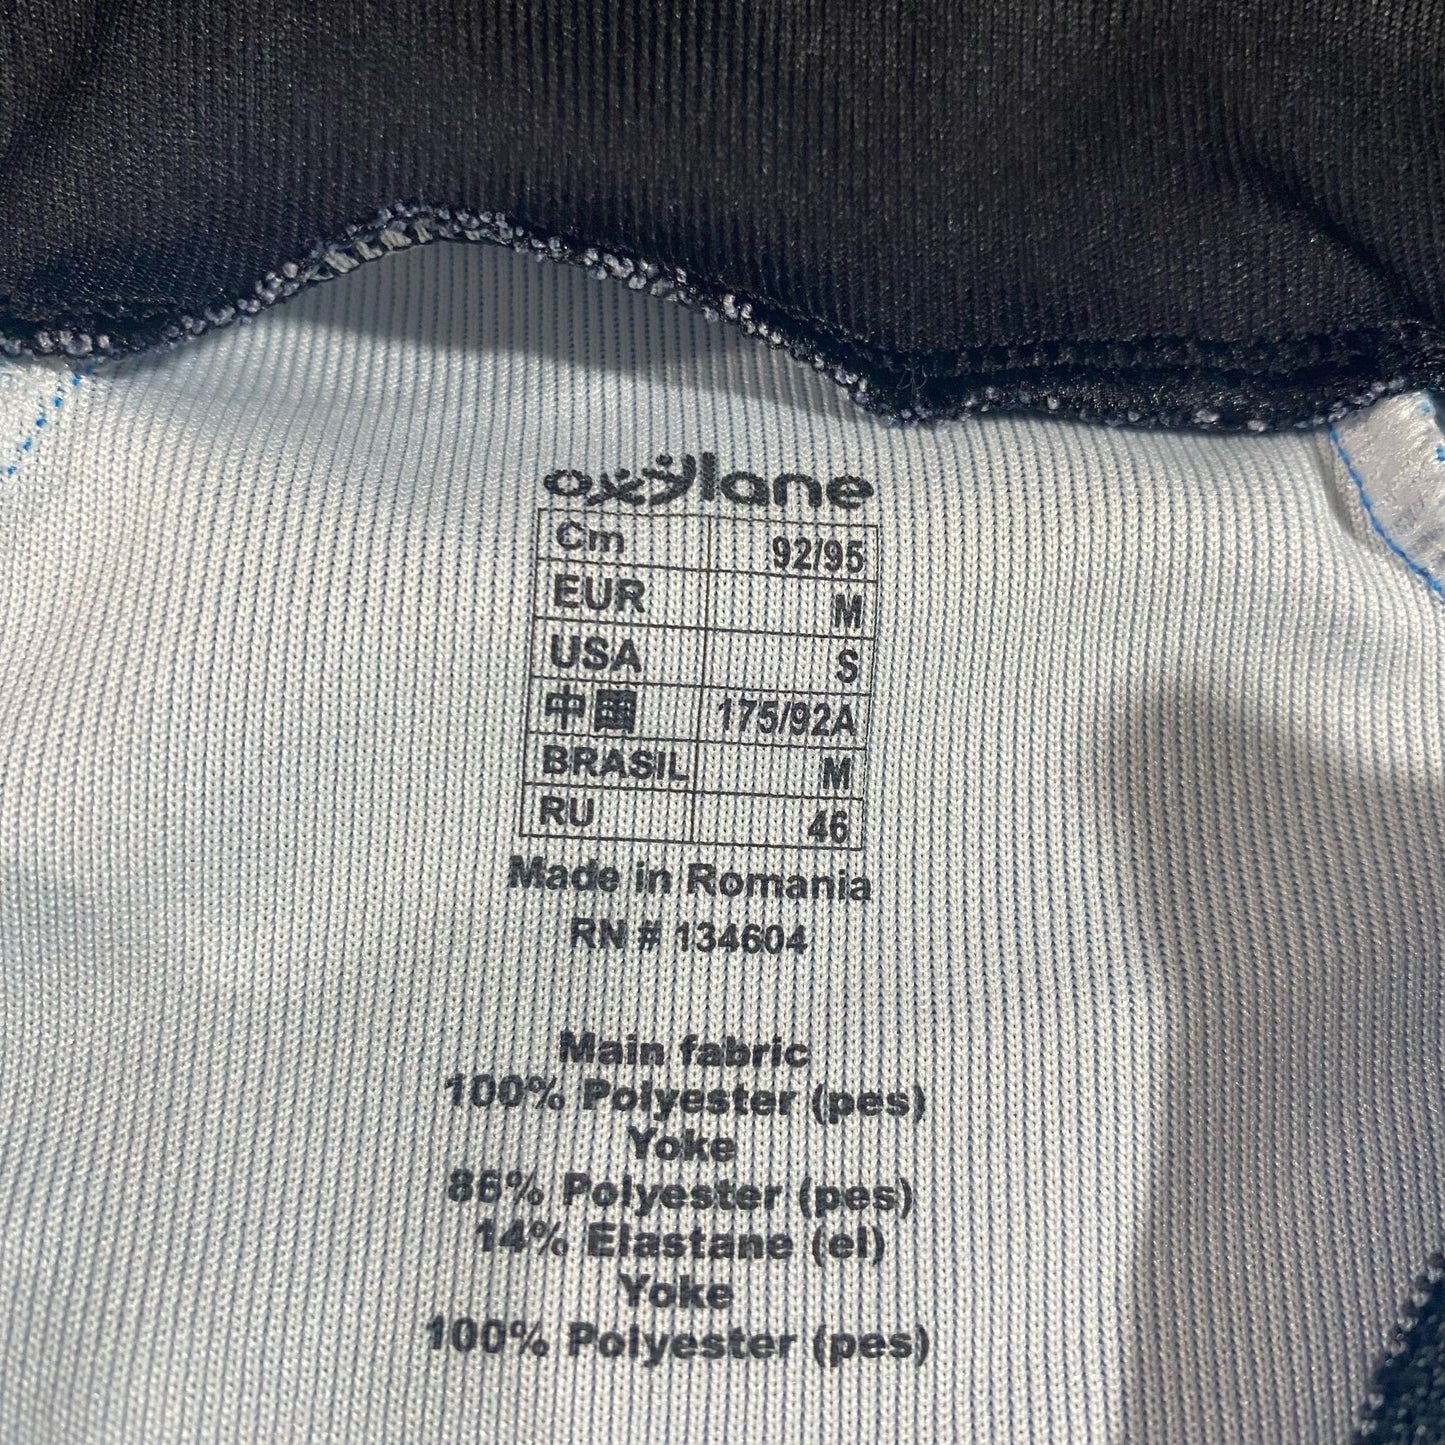 oxylane
Cm 92/95
EUR M
USA S
中國 175/92A
BRASIL M
RU 46
Made in Romania
RN # 134604
Main fabric
100% Polyester (pes)
Yoke
86% Polyester (pes)
14% Elastane (el)
Yoke
100% Polyester (pes)